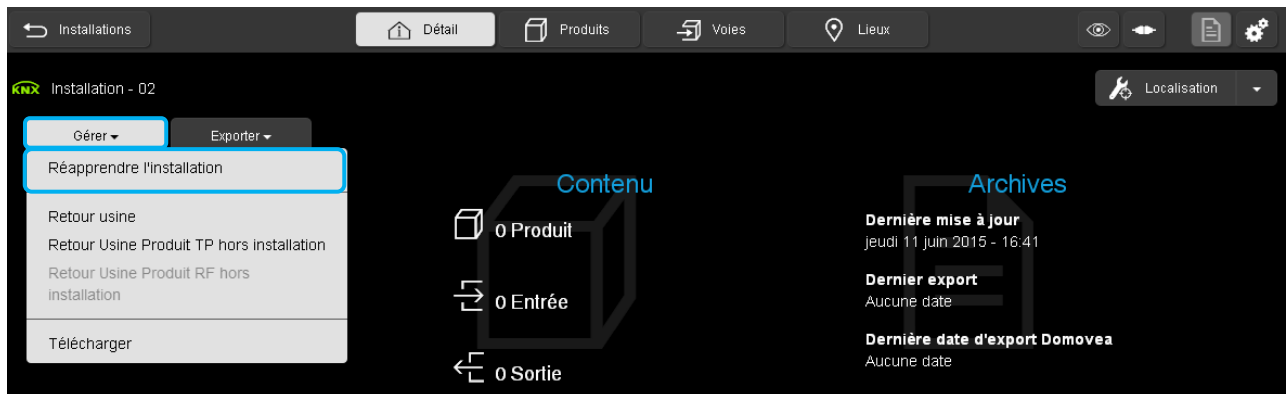 Installations
Détail
Produits
Voies
Lieux
KNX Installation - 02
Localisation
Gérer
Exporter
Réapprendre l'installation
Retour usine
Retour Usine Produit TP hors installation
Retour Usine Produit RF hors
installation
Télécharger
Contenu
0 Produit
0 Entrée
0 Sortie
Archives
Dernière mise à jour
jeudi 11 juin 2015 - 16:41
Dernier export
Aucune date
Dernière date d'export Domovea
Aucune date